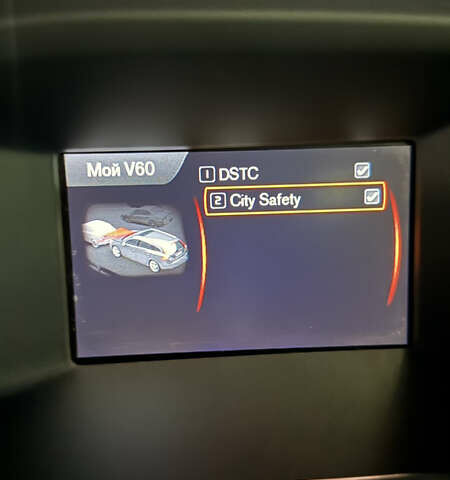 Мой V60
1 DSTC
2 City Safety